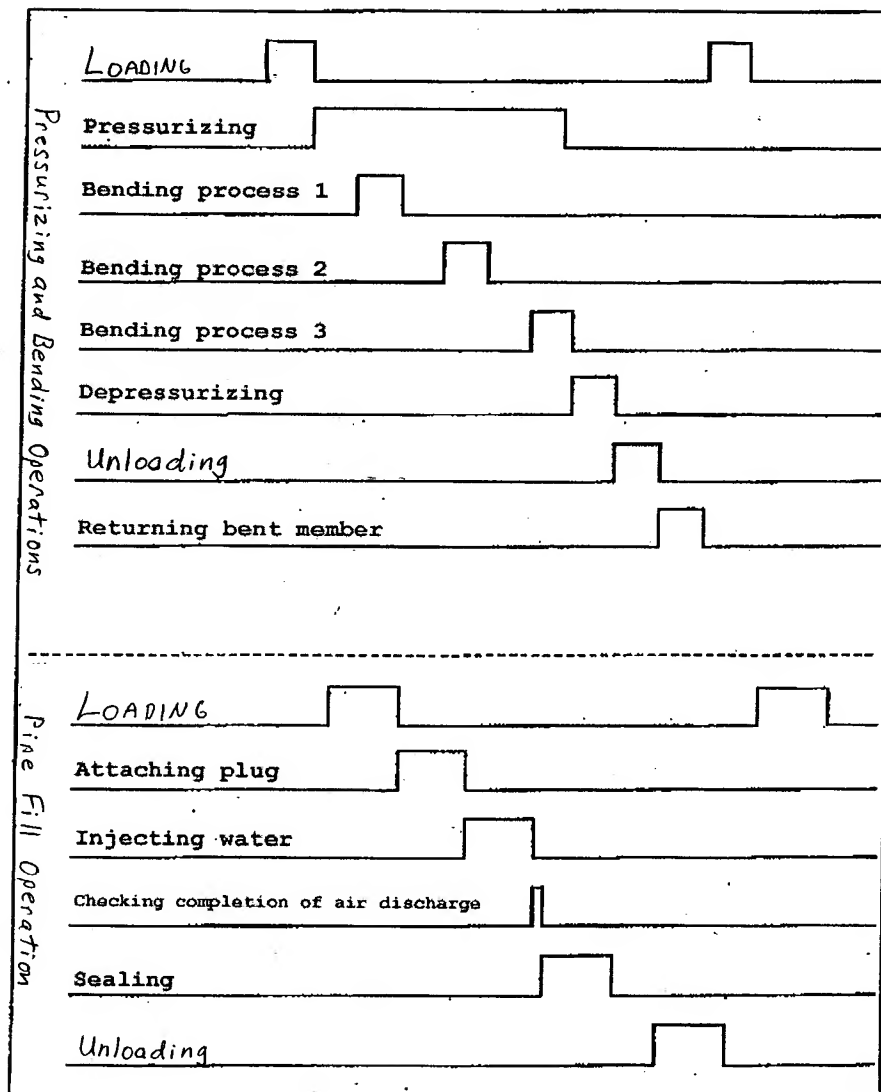 Pressurizing and Bending Operations
LOADING
Pressurizing
Bending process 1
Bending process 2
Bending process 3
Depressurizing
Unloading
Returning bent member
Pipe Fill Operation
LOADING
Attaching plug
Injecting water
Checking completion of air discharge
Sealing
Unloading